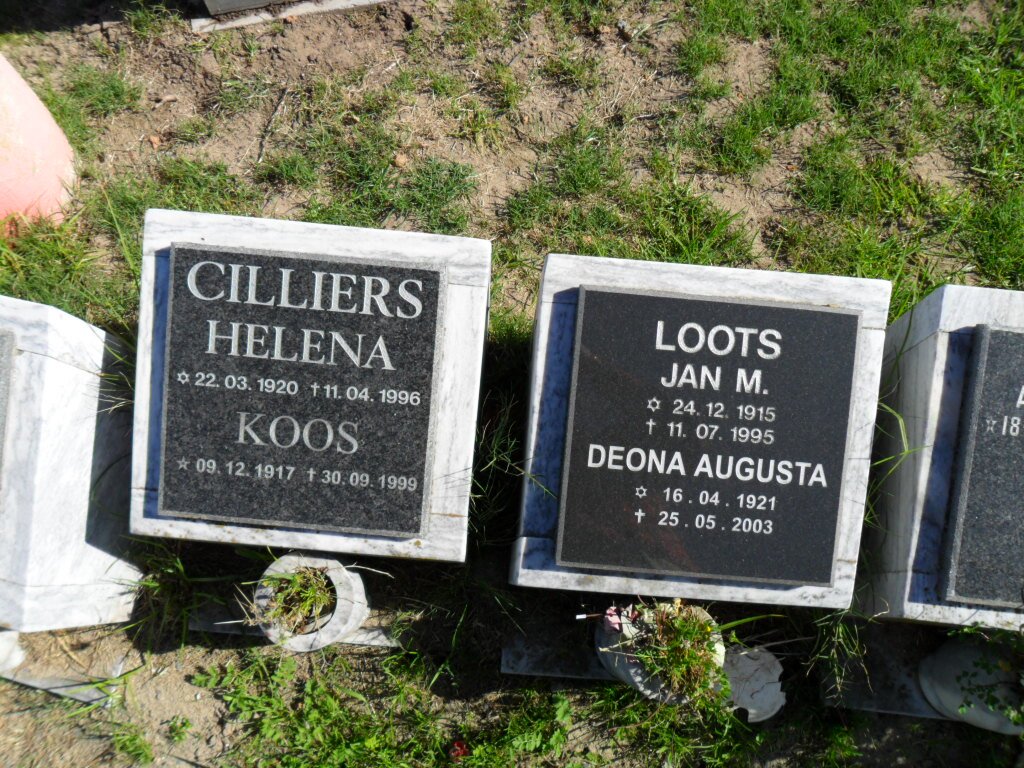 CILLIERS
HELENA
✡ 22. 03. 1920 † 11. 04. 1996
KOOS
☆ 09. 12. 1917 † 30. 09. 1999
LOOTS
JAN M.
✡ 24. 12. 1915
† 11. 07. 1995
DEONA AUGUSTA
✡ 16 . 04 . 1921
† 25 . 05 . 2003